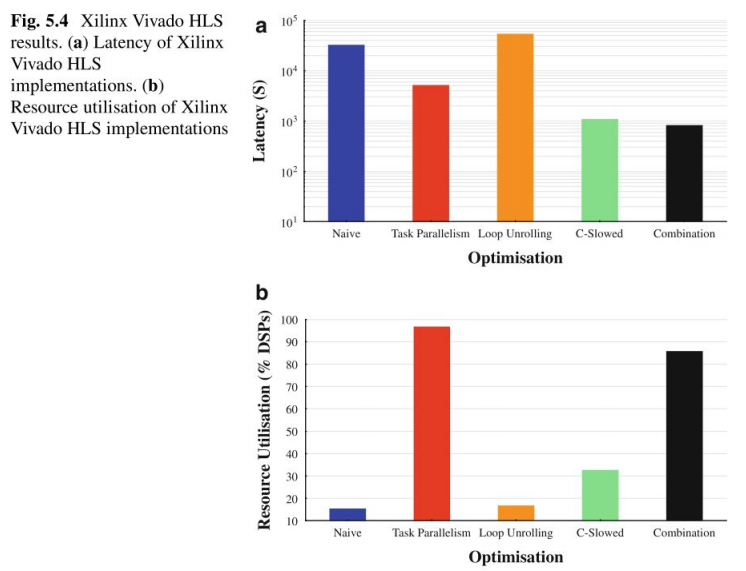 Fig. 5.4 Xilinx Vivado HLS
results. (a) Latency of Xilinx
Vivado HLS
implementations. (b)
Resource utilisation of Xilinx
Vivado HLS implementations
a
Latency (S)
10⁵
10⁴
10³
10²
10¹
Naive Task Parallelism Loop Unrolling C-Slowed Combination
Optimisation
b
Resource Utilisation (% DSPs)
100
90
80
70
60
50
40
30
20
10
Naive Task Parallelism Loop Unrolling C-Slowed Combination
Optimisation